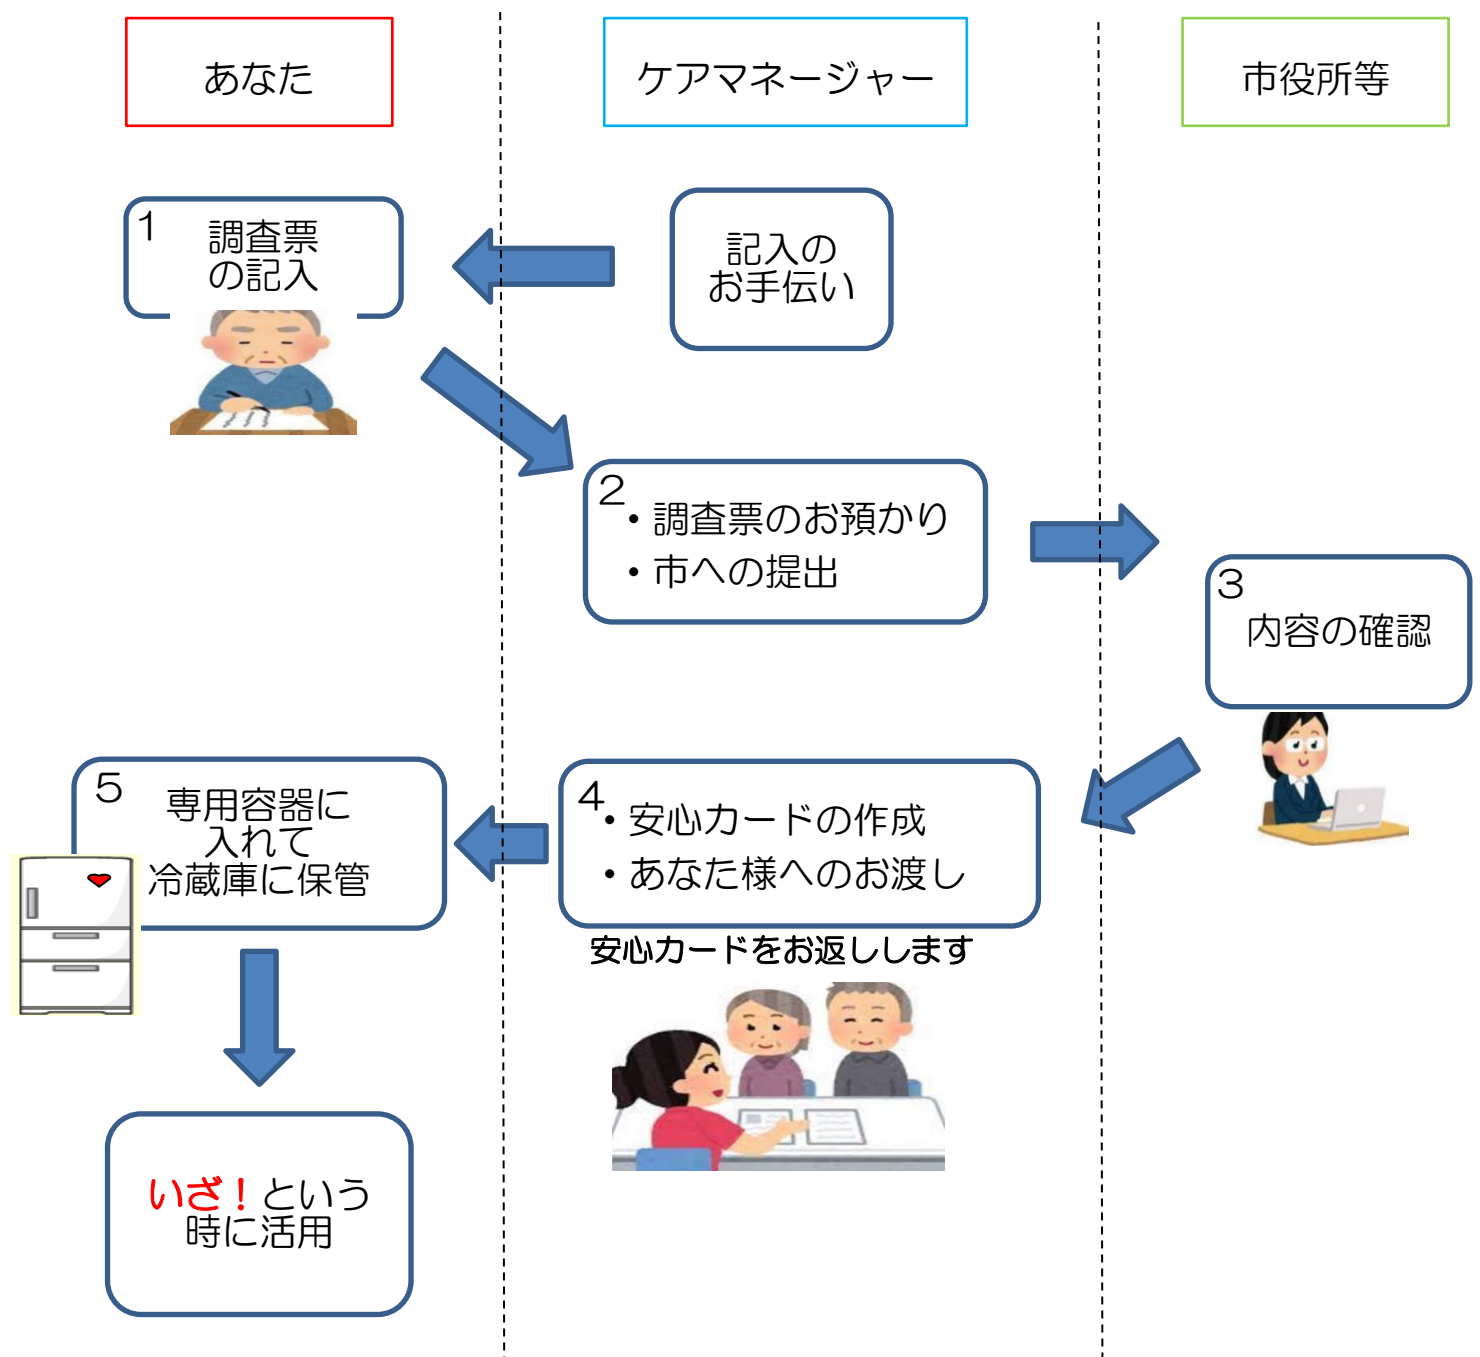 あなた
ケアマネージャー
市役所等
1
調査票
の記入
記入の
お手伝い
2
・調査票のお預かり
・市への提出
3
内容の確認
4
・安心カードの作成
・あなた様へのお渡し
安心カードをお返しします
5
専用容器に
入れて
冷蔵庫に保管
いざ!という
時に活用